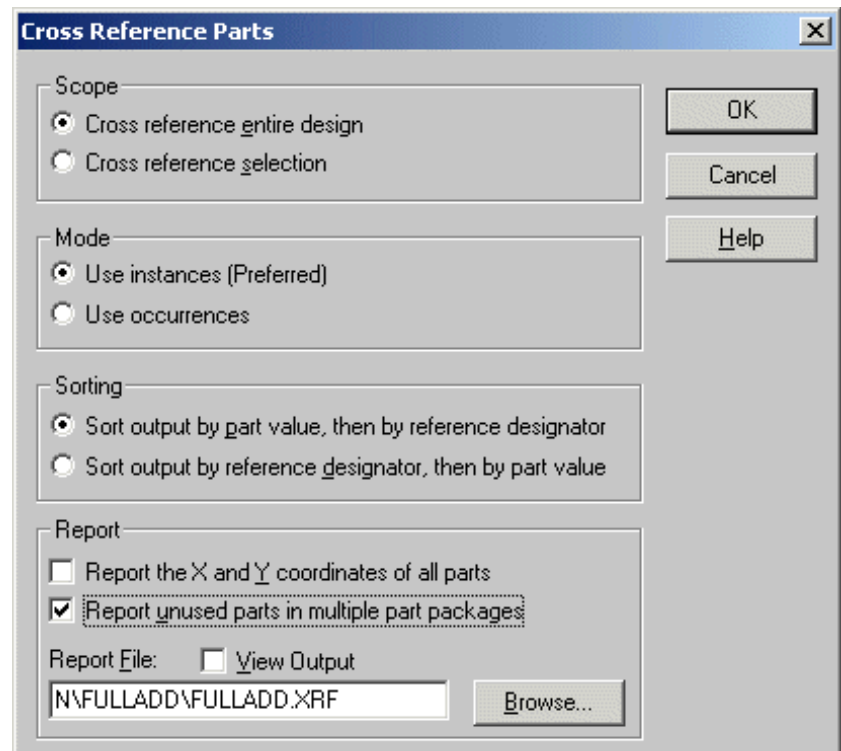 Cross Reference Parts
Scope
Cross reference entire design
Cross reference selection
OK
Cancel
Help
Mode
Use instances (Preferred)
Use occurrences
Sorting
Sort output by part value, then by reference designator
Sort output by reference designator, then by part value
Report
Report the X and Y coordinates of all parts
Report unused parts in multiple part packages
Report File: View Output
N\FULLADD\FULLADD.XRF Browse...